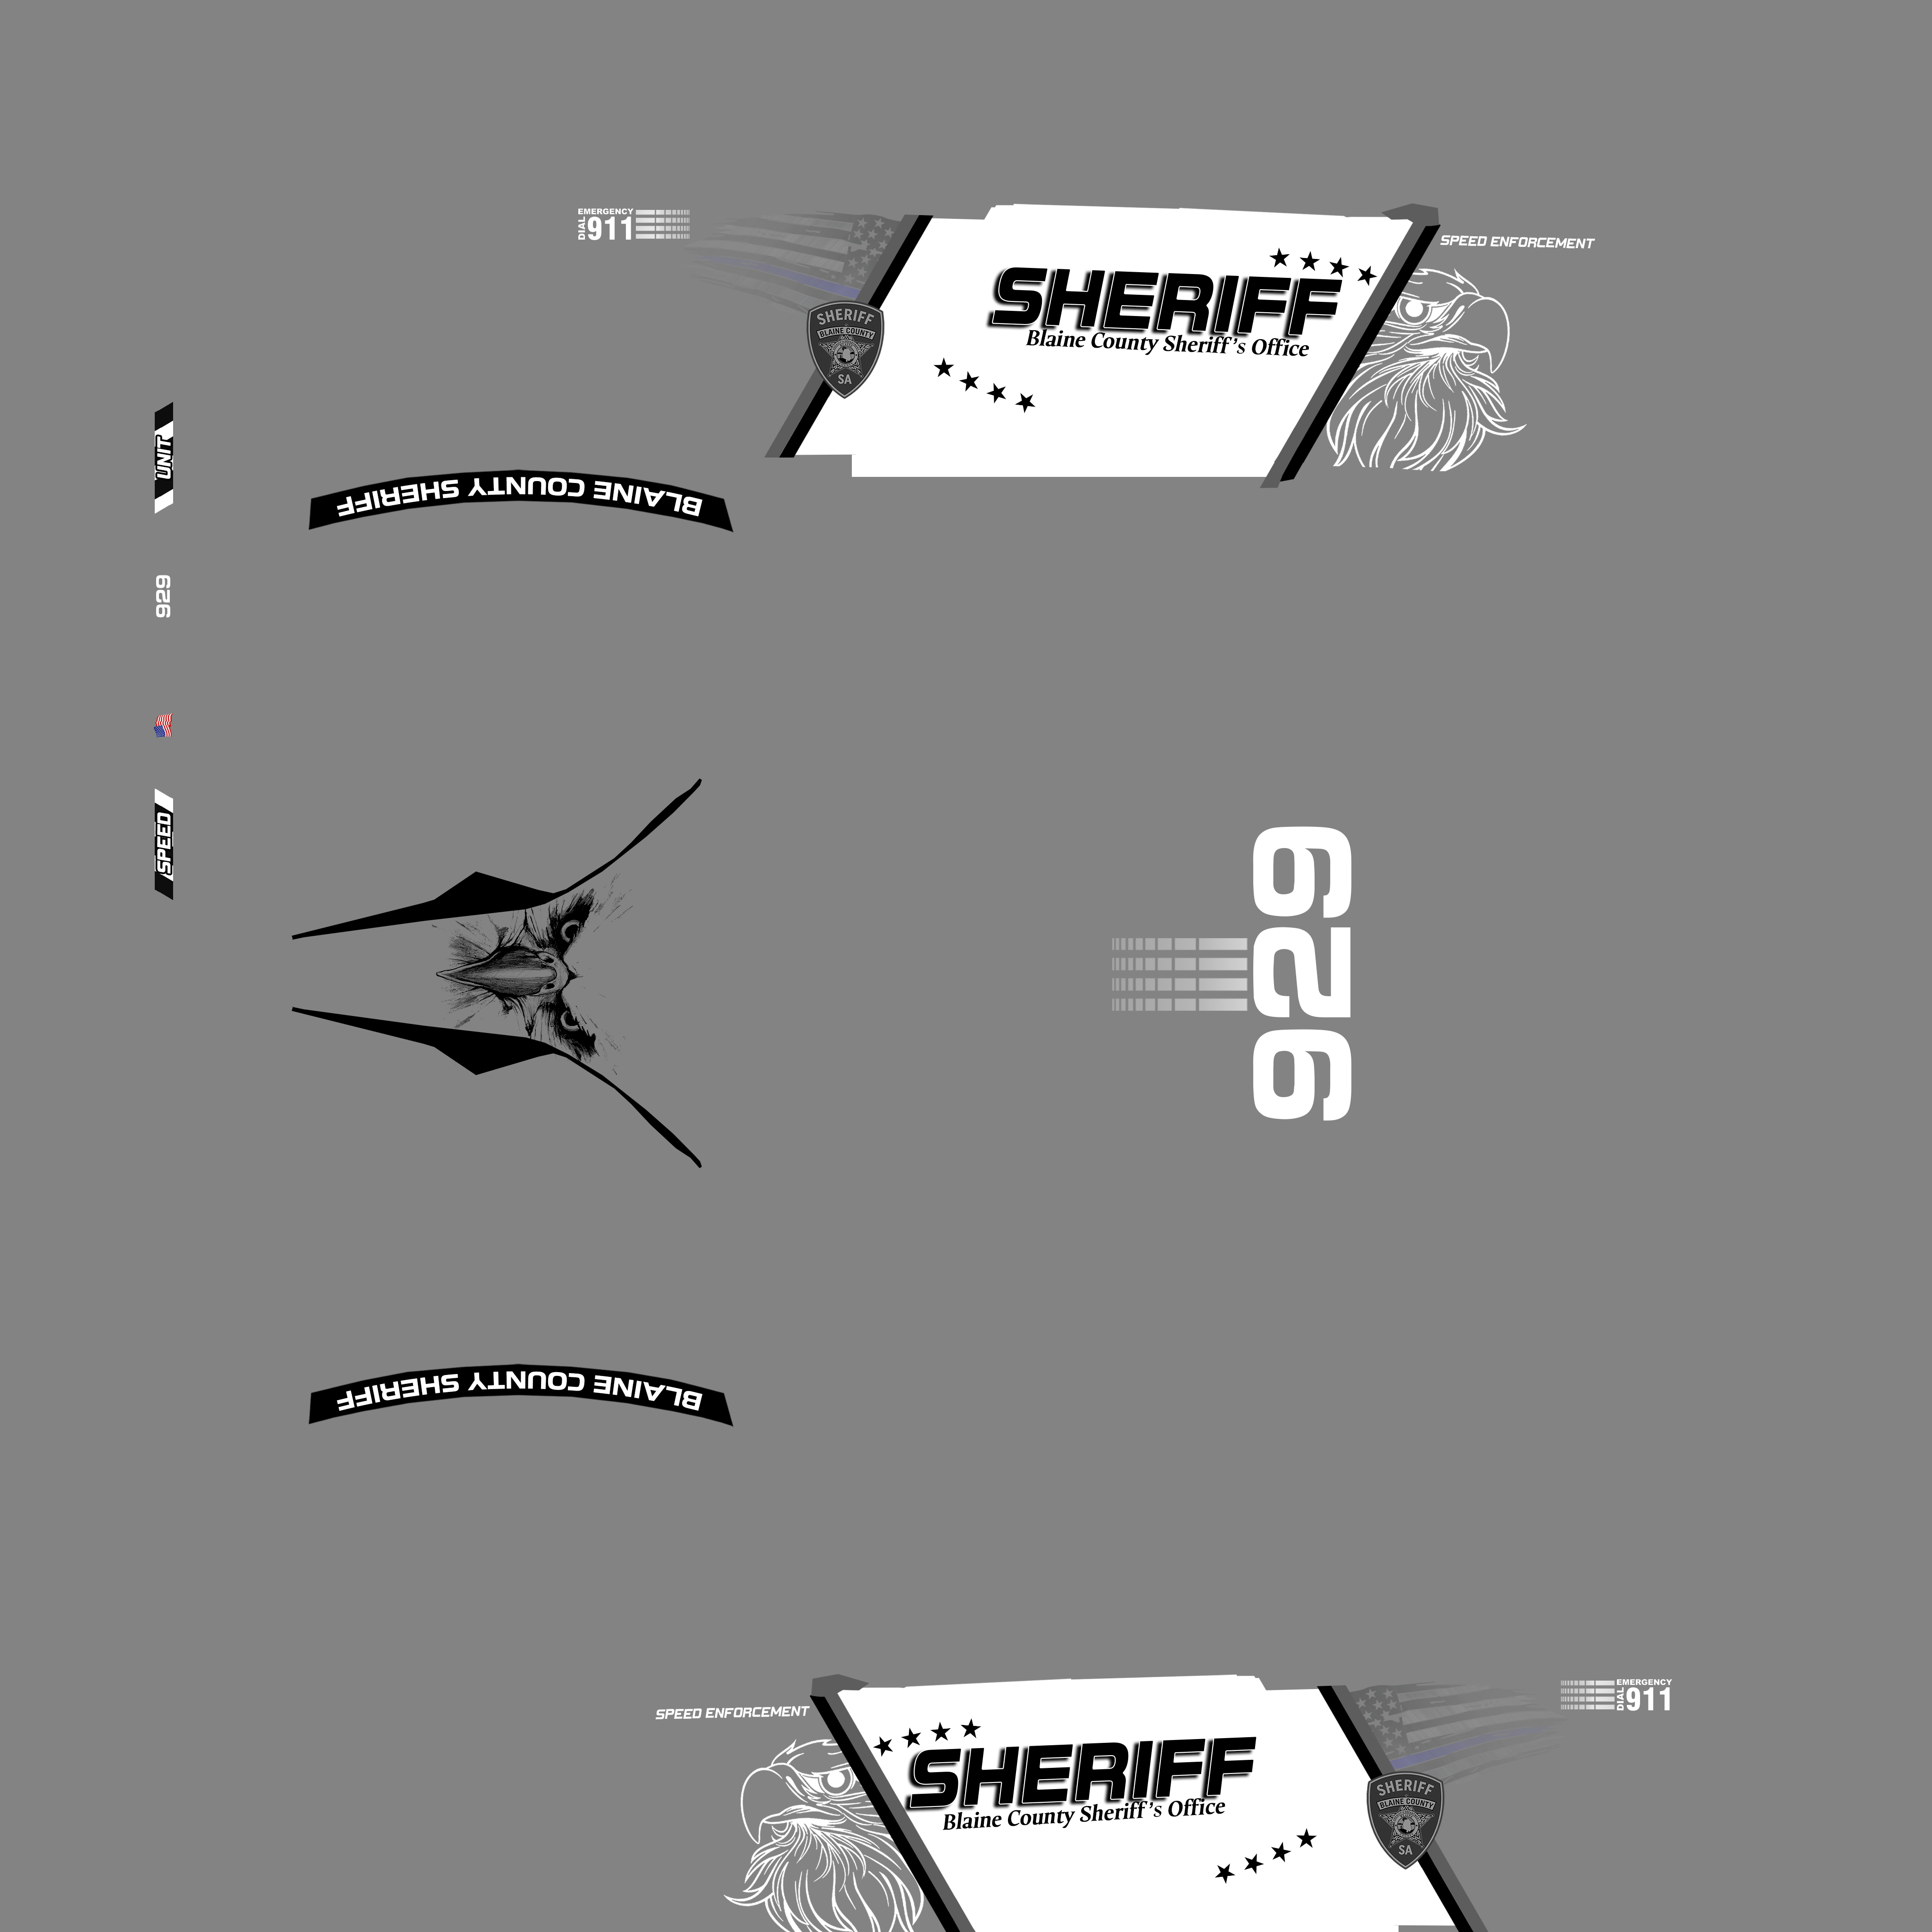 EMERGENCY
DIAL
911
SPEED ENFORCEMENT
SHERIFF
Blaine County Sheriff's Office
SHERIFF
BLAINE COUNTY
SA
UNIT
BLAINE COUNTY SHERIFF
929
SPEED
929
BLAINE COUNTY SHERIFF
SPEED ENFORCEMENT
EMERGENCY
DIAL
911
SHERIFF
Blaine County Sheriff's Office
SHERIFF
BLAINE COUNTY
SA